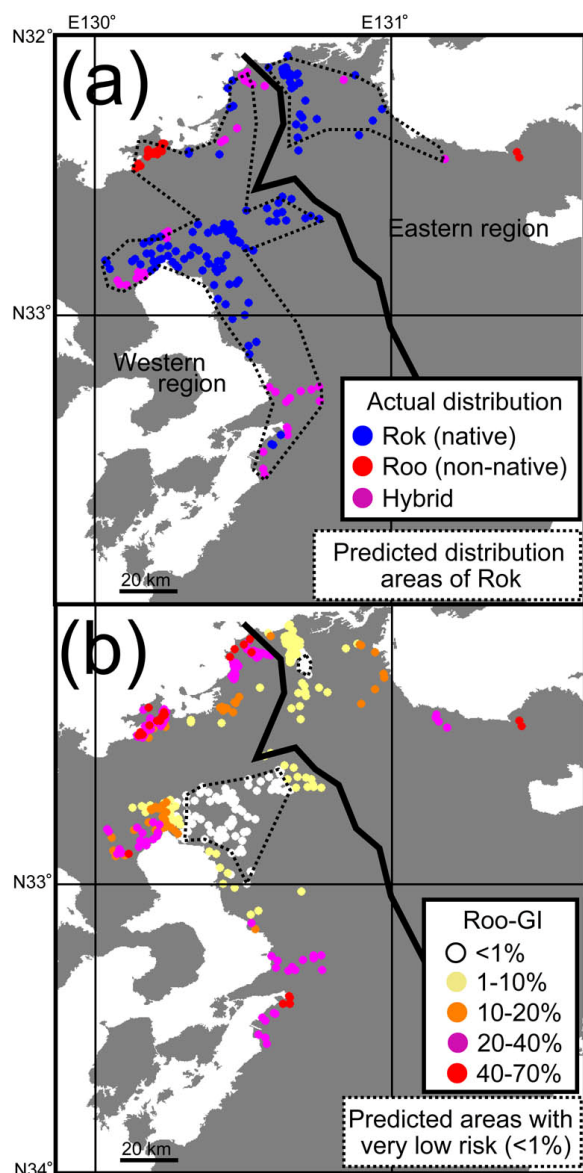 E130° E131°
N32°
(a)
Eastern region
N33°
Western
region
Actual distribution
Rok (native)
Roo (non-native)
Hybrid
Predicted distribution
areas of Rok
20 km
(b)
N33°
Roo-GI
<1%
1-10%
10-20%
20-40%
40-70%
Predicted areas with
very low risk (<1%)
20 km
N34°